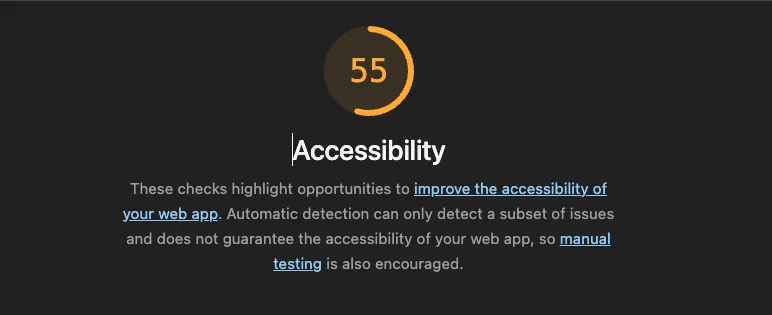 55
Accessibility
These checks highlight opportunities to improve the accessibility of
your web app. Automatic detection can only detect a subset of issues
and does not guarantee the accessibility of your web app, so manual
testing is also encouraged.